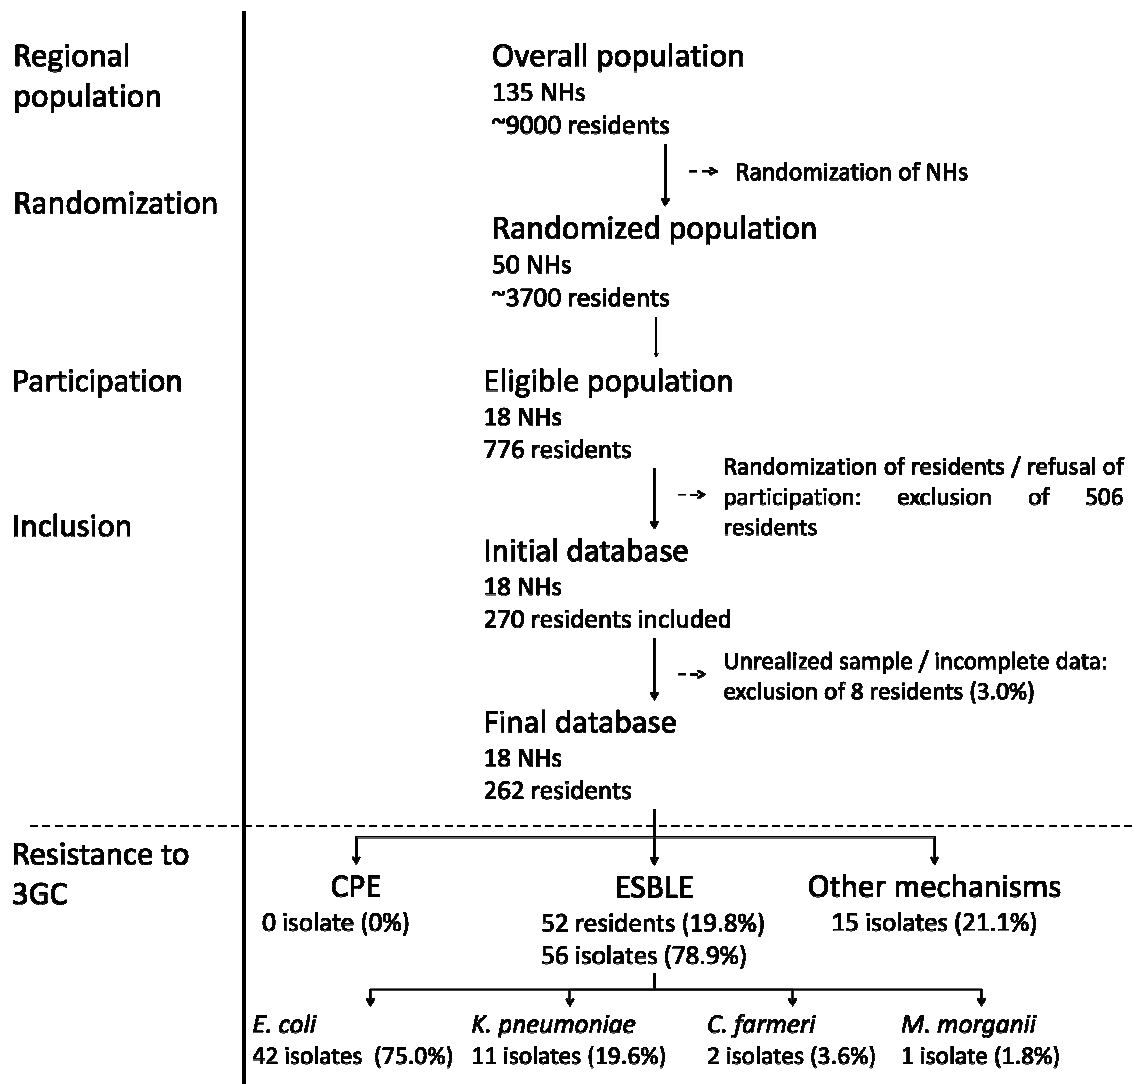 Regional
population
Overall population
135 NHs
~9000 residents
Randomization of NHs
Randomization
Randomized population
50 NHs
~3700 residents
Participation
Eligible population
18 NHs
776 residents
Randomization of residents / refusal of
participation: exclusion of 506
residents
Inclusion
Initial database
18 NHs
270 residents included
Unrealized sample / incomplete data:
exclusion of 8 residents (3.0%)
Final database
18 NHs
262 residents
Resistance to
3GC
CPE
0 isolate (0%)
ESBLE
52 residents (19.8%)
56 isolates (78.9%)
Other mechanisms
15 isolates (21.1%)
E. coli
42 isolates (75.0%)
K. pneumoniae
11 isolates (19.6%)
C. farmeri
2 isolates (3.6%)
M. morganii
1 isolate (1.8%)